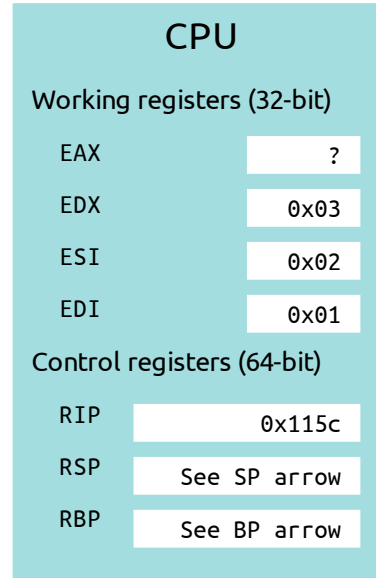 CPU
Working registers (32-bit)
EAX ?
EDX 0x03
ESI 0x02
EDI 0x01
Control registers (64-bit)
RIP 0x115c
RSP See SP arrow
RBP See BP arrow